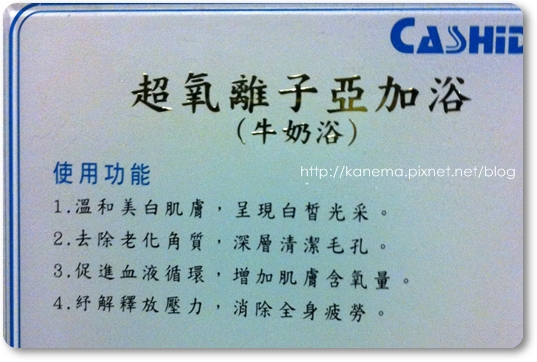 CASHiD
超氧離子亞加浴
(牛奶浴)
使用功能
http://kanema.pixnet.net/blog
1.溫和美白肌膚，呈現白皙光采。
2.去除老化角質，深層清潔毛孔。
3.促進血液循環，增加肌膚含氧量。
4.紓解釋放壓力，消除全身疲勞。